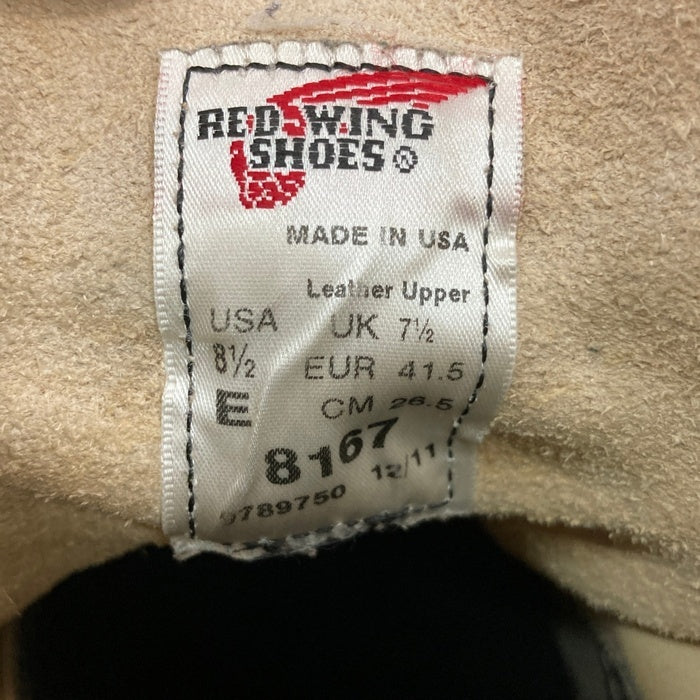 RED WING
SHOES ®
MADE IN USA
Leather Upper
USA UK 7½
8½ EUR 41.5
E CM 26.5
8167 12/11
5789750